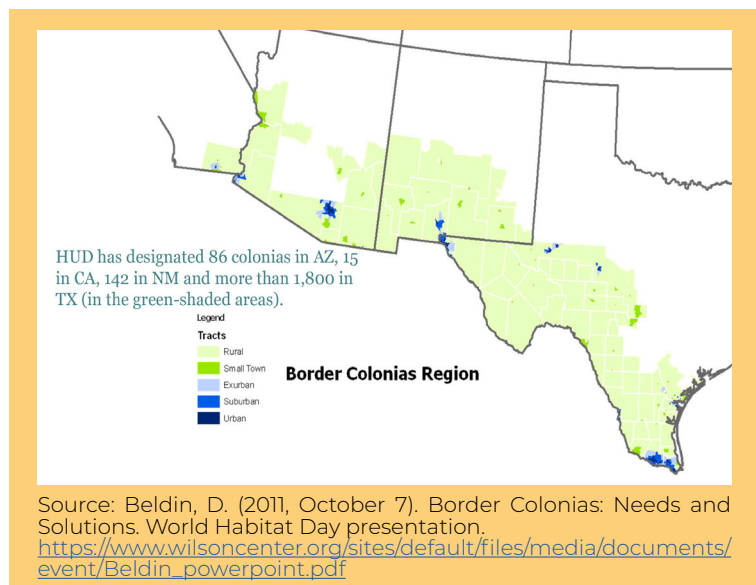 HUD has designated 86 colonias in AZ, 15
in CA, 142 in NM and more than 1,800 in
TX (in the green-shaded areas).
Legend
Tracts
Rural
Small Town
Exurban
Suburban
Urban
Border Colonias Region
Source: Beldin, D. (2011, October 7). Border Colonias: Needs and
Solutions. World Habitat Day presentation.
https://www.wilsoncenter.org/sites/default/files/media/documents/
event/Beldin_powerpoint.pdf